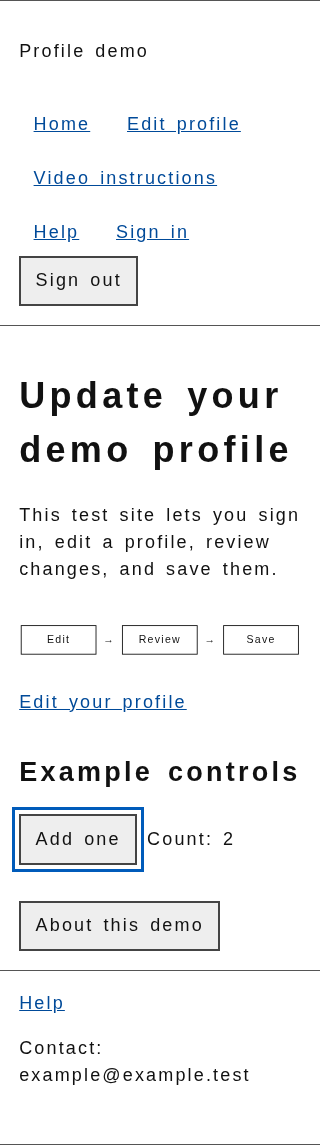 Profile demo
Home Edit profile
Video instructions
Help Sign in
Sign out
Update your
demo profile
This test site lets you sign
in, edit a profile, review
changes, and save them.
Edit → Review → Save
Edit your profile
Example controls
Add one Count: 2
About this demo
Help
Contact:
example@example.test